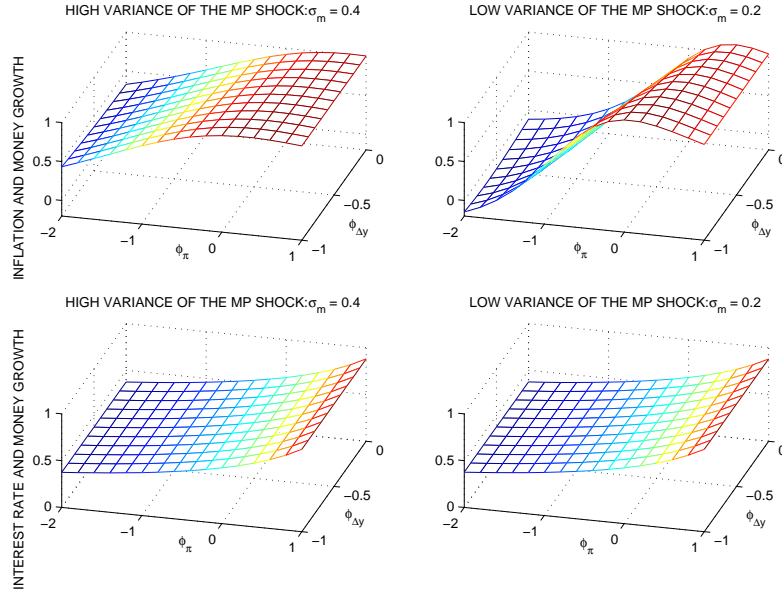 HIGH VARIANCE OF THE MP SHOCK:σm = 0.4
LOW VARIANCE OF THE MP SHOCK:σm = 0.2
INFLATION AND MONEY GROWTH
1
0.5
0
−2
−1
0
1
ϕπ
−1
−0.5
0
ϕΔy
1
0.5
0
−2
−1
0
1
ϕπ
−1
−0.5
0
ϕΔy
HIGH VARIANCE OF THE MP SHOCK:σm = 0.4
LOW VARIANCE OF THE MP SHOCK:σm = 0.2
INTEREST RATE AND MONEY GROWTH
1
0.5
0
−2
−1
0
1
ϕπ
−1
−0.5
0
ϕΔy
1
0.5
0
−2
−1
0
1
ϕπ
−1
−0.5
0
ϕΔy